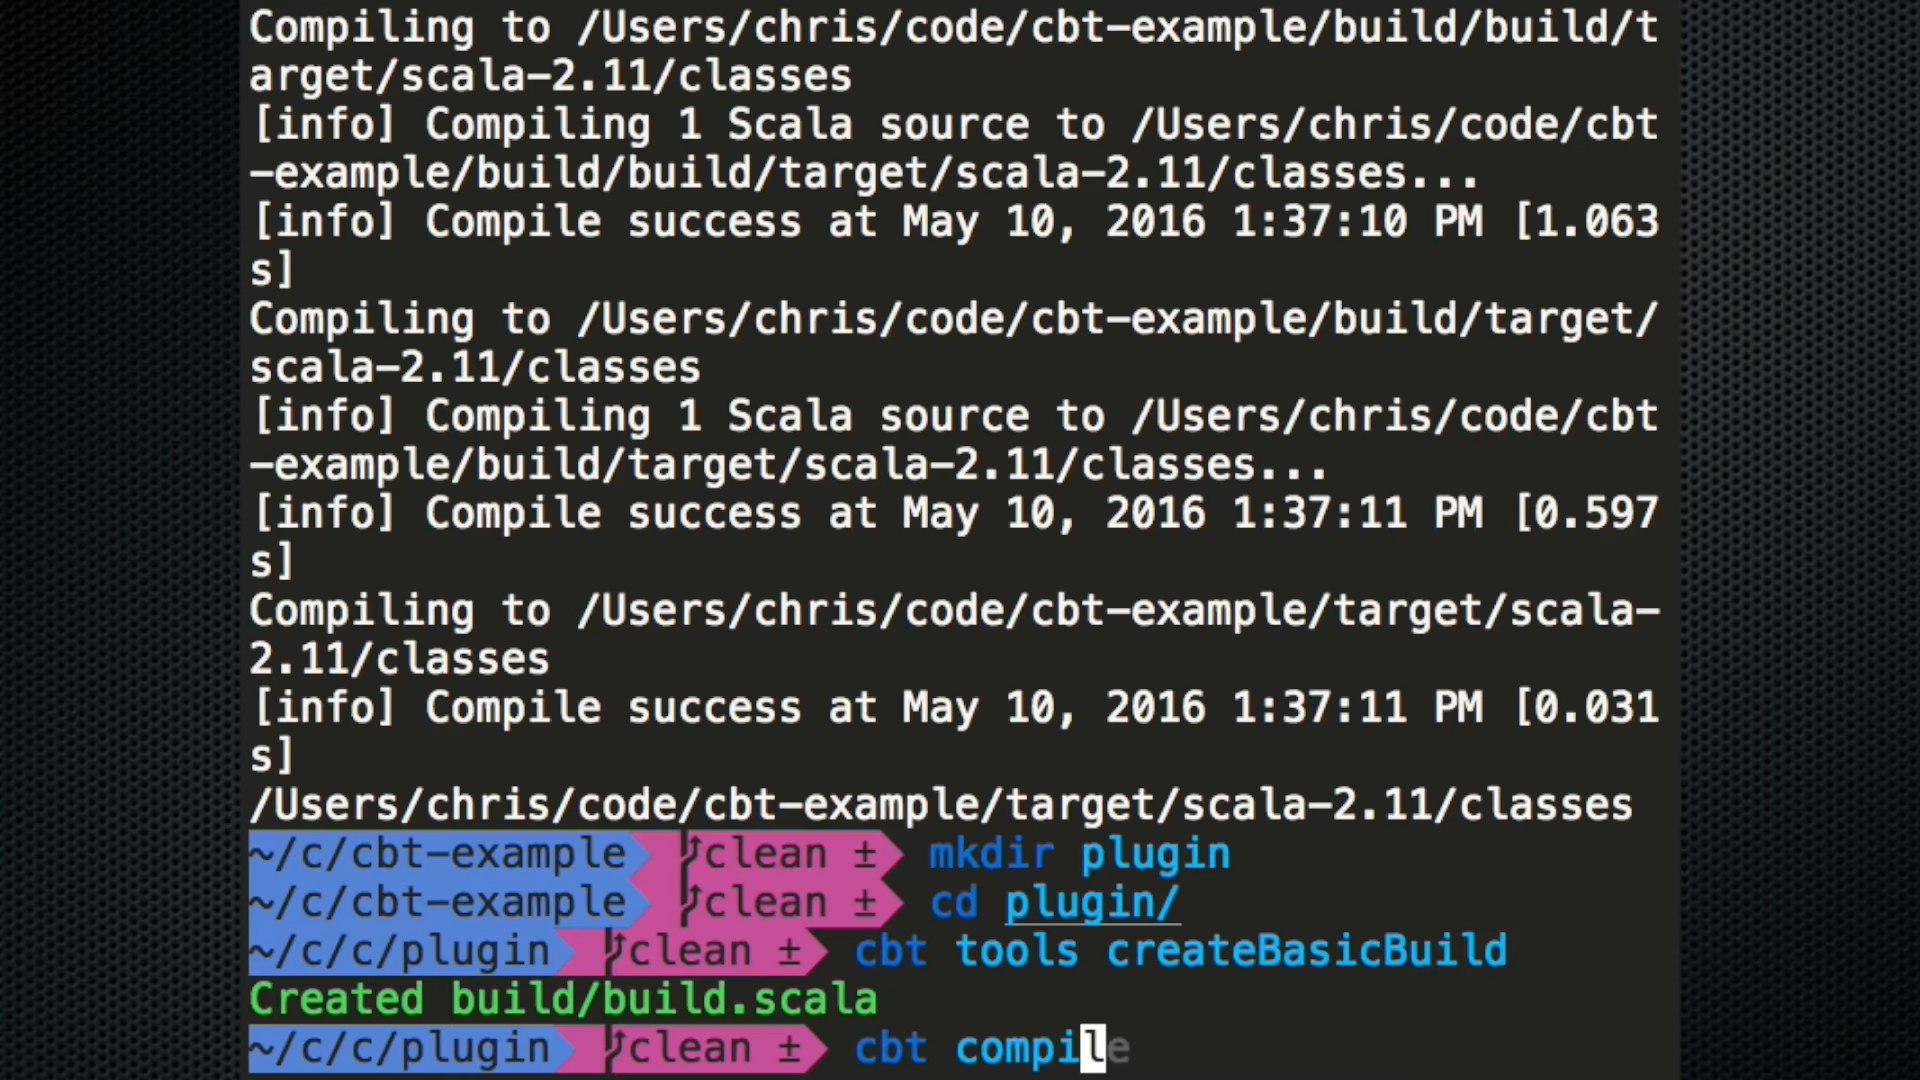 Compiling to /Users/chris/code/cbt-example/build/build/t
arget/scala-2.11/classes
[info] Compiling 1 Scala source to /Users/chris/code/cbt
-example/build/build/target/scala-2.11/classes...
[info] Compile success at May 10, 2016 1:37:10 PM [1.063
s]
Compiling to /Users/chris/code/cbt-example/build/target/
scala-2.11/classes
[info] Compiling 1 Scala source to /Users/chris/code/cbt
-example/build/target/scala-2.11/classes...
[info] Compile success at May 10, 2016 1:37:11 PM [0.597
s]
Compiling to /Users/chris/code/cbt-example/target/scala-
2.11/classes
[info] Compile success at May 10, 2016 1:37:11 PM [0.031
s]
/Users/chris/code/cbt-example/target/scala-2.11/classes
~/c/cbt-example clean ± mkdir plugin
~/c/cbt-example clean ± cd plugin/
~/c/c/plugin clean ± cbt tools createBasicBuild
Created build/build.scala
~/c/c/plugin clean ± cbt compile